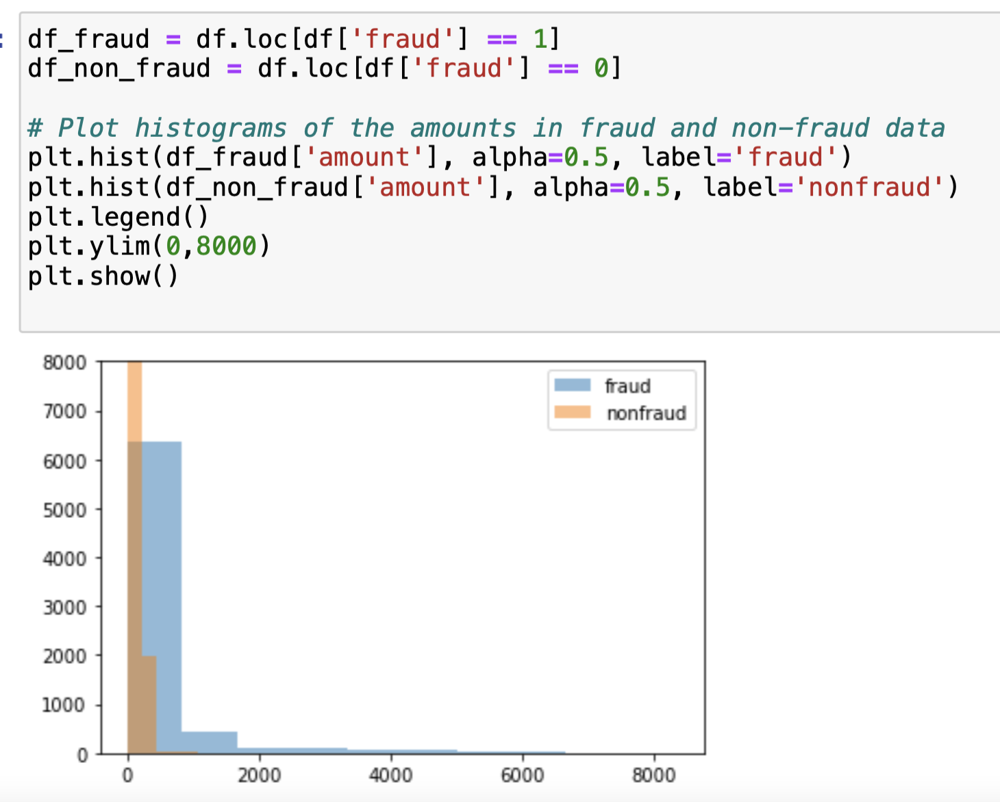 :
df_fraud = df.loc[df['fraud'] == 1]
df_non_fraud = df.loc[df['fraud'] == 0]
# Plot histograms of the amounts in fraud and non-fraud data
plt.hist(df_fraud['amount'], alpha=0.5, label='fraud')
plt.hist(df_non_fraud['amount'], alpha=0.5, label='nonfraud')
plt.legend()
plt.ylim(0,8000)
plt.show()
8000
7000
6000
5000
4000
3000
2000
1000
0
fraud
nonfraud
0 2000 4000 6000 8000